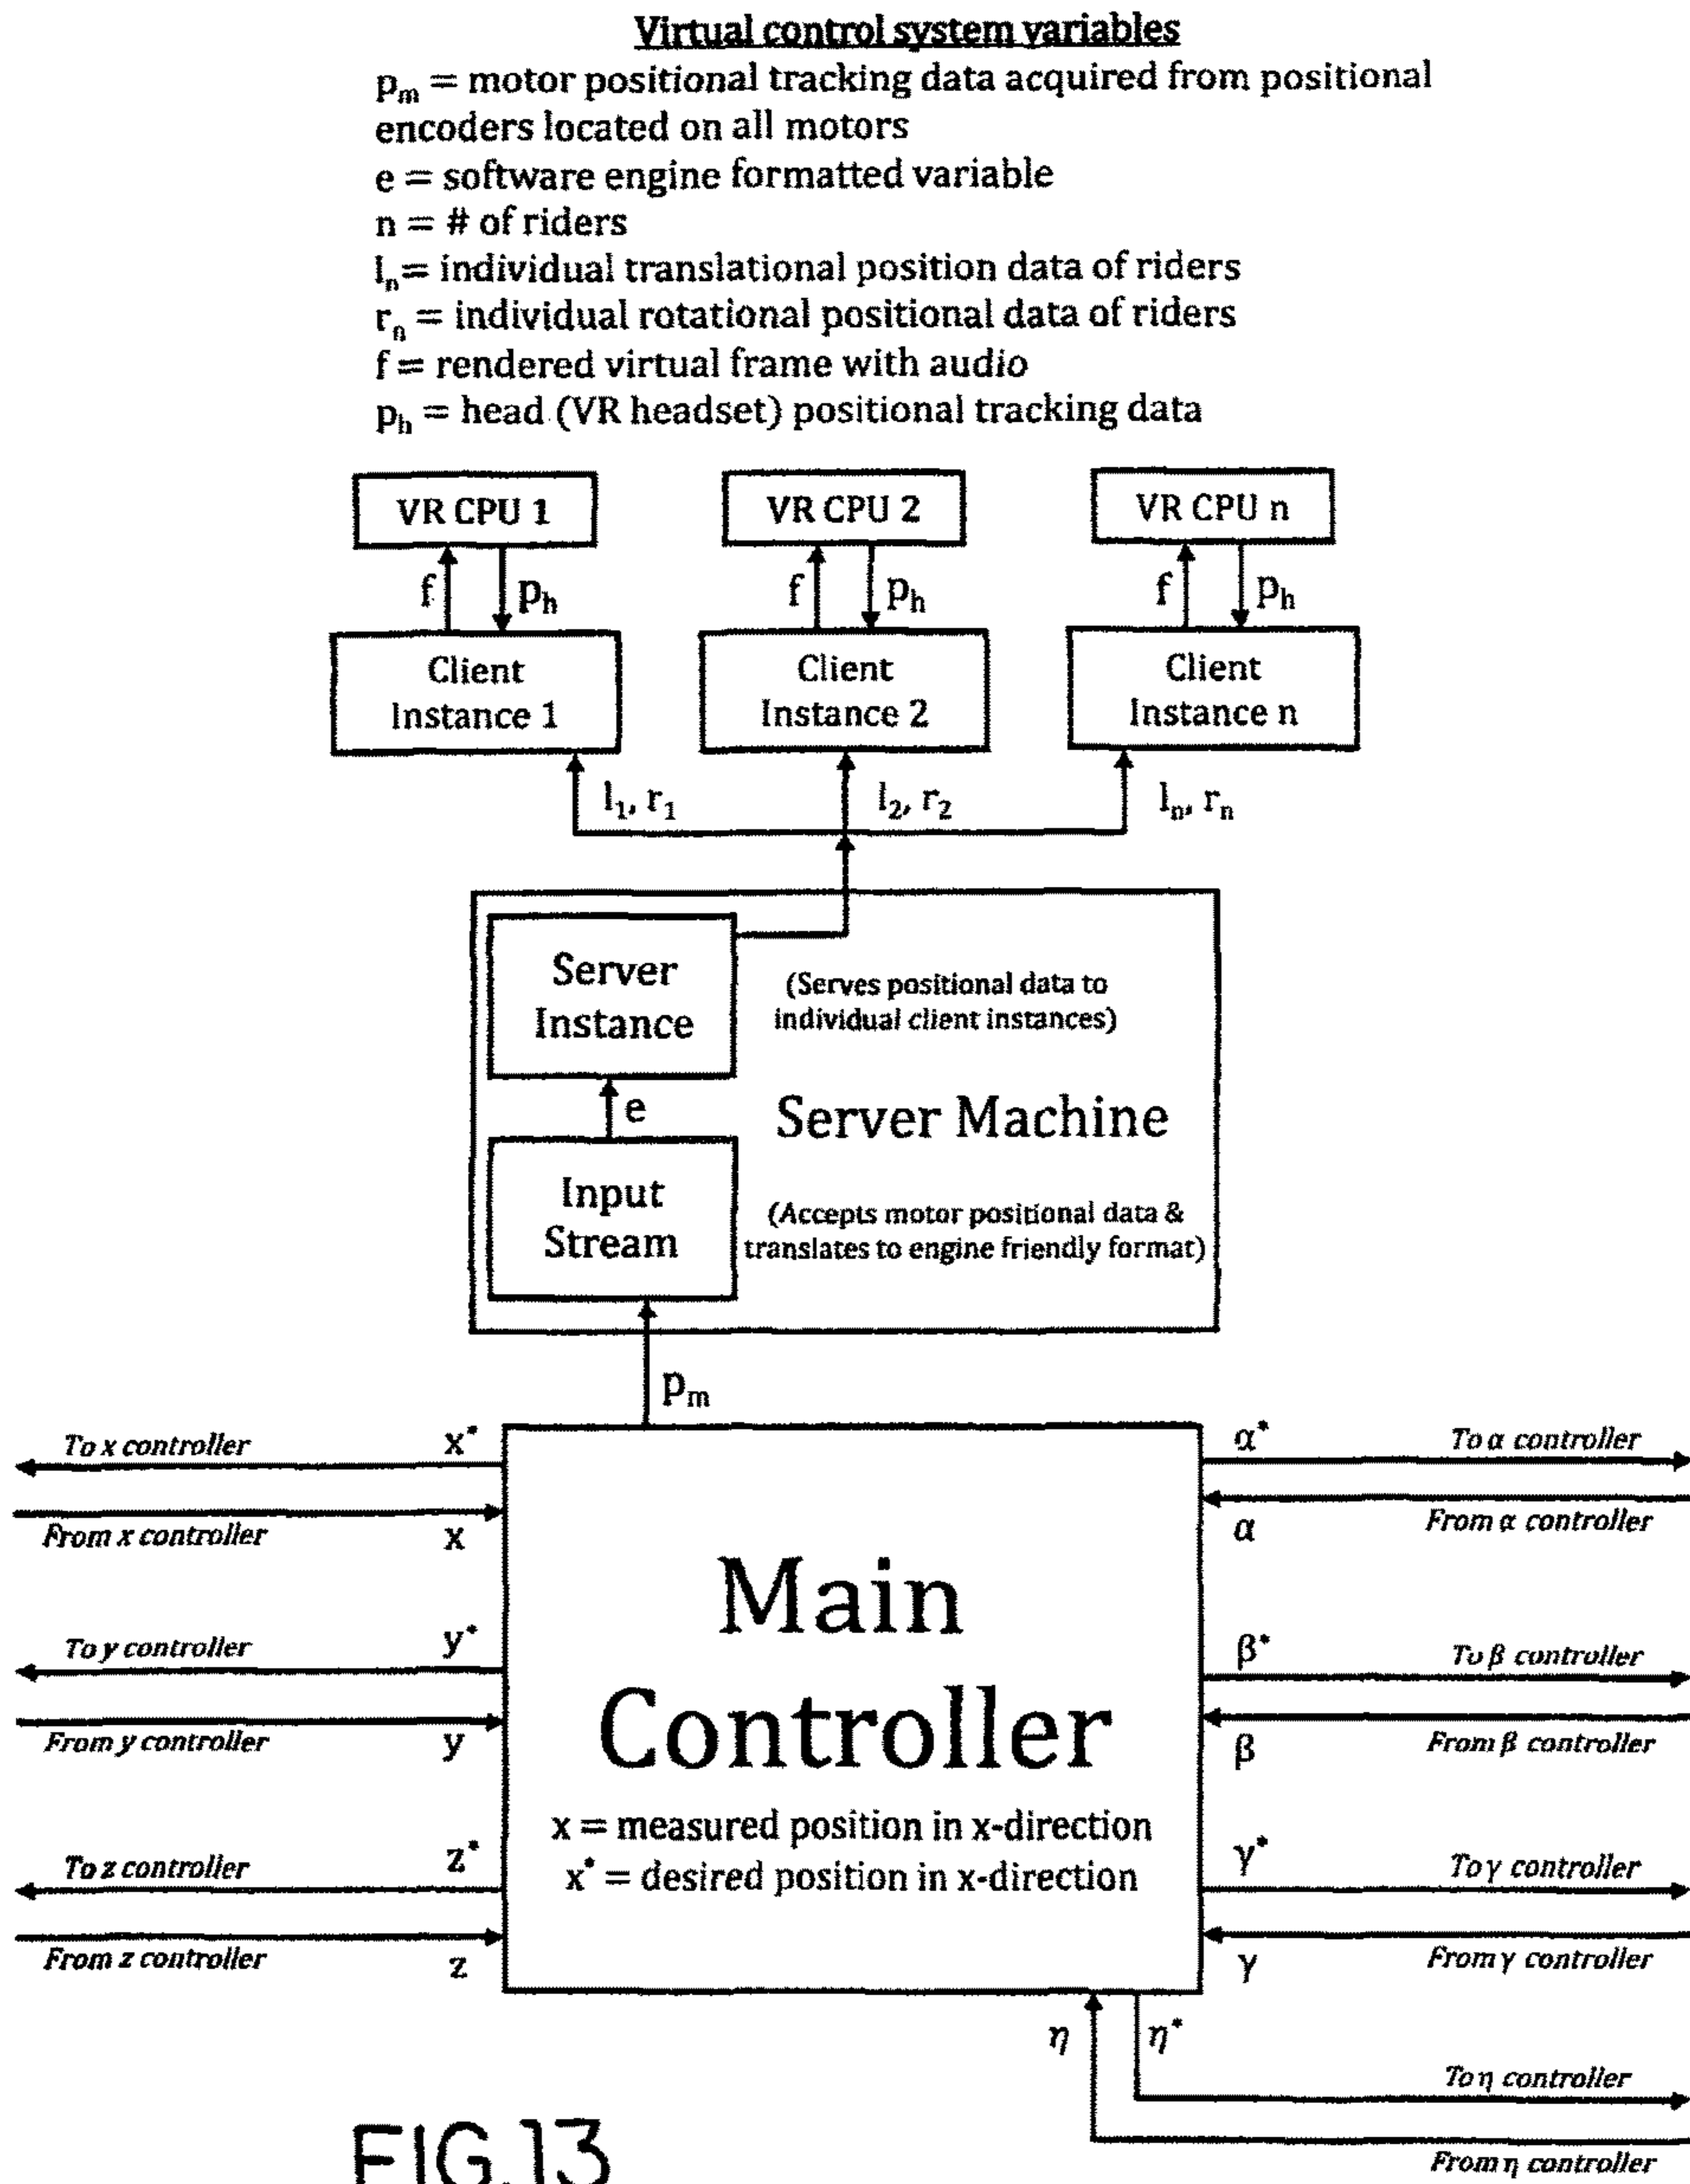 Virtual control system variables
pₘ = motor positional tracking data acquired from positional
encoders located on all motors
e = software engine formatted variable
n = # of riders
lₙ = individual translational position data of riders
rₙ = individual rotational positional data of riders
f = rendered virtual frame with audio
pₕ = head (VR headset) positional tracking data
VR CPU 1 VR CPU 2 VR CPU n
f pₕ f pₕ f pₕ
Client Client Client
Instance 1 Instance 2 Instance n
l₁, r₁ l₂, r₂ lₙ, rₙ
Server
Instance
(Serves positional data to
individual client instances)
e
Server Machine
Input
Stream
(Accepts motor positional data &
translates to engine friendly format)
pₘ
To x controller x*
From x controller x
To y controller y*
From y controller y
To z controller z*
From z controller z
Main
Controller
x = measured position in x-direction
x* = desired position in x-direction
α* To α controller
α From α controller
β* To β controller
β From β controller
γ* To γ controller
γ From γ controller
η η*
To η controller
From η controller
FIG.13